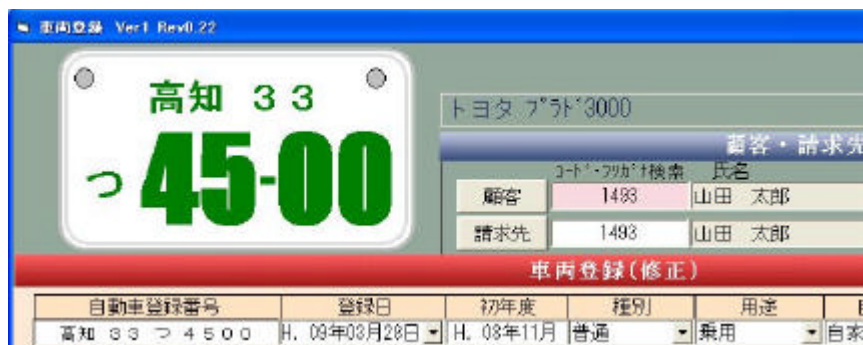 車両登録 Ver1 Rev0.22
高知 33
つ 45-00
トヨタ プラド3000
顧客・請求先
コード・フリガナ検索 氏名
顧客 1493 山田 太郎
請求先 1493 山田 太郎
車両登録(修正)
自動車登録番号 登録日 初年度 種別 用途
高知 33 つ 4500 H. 09年03月28日 H. 08年11月 普通 乗用 自家